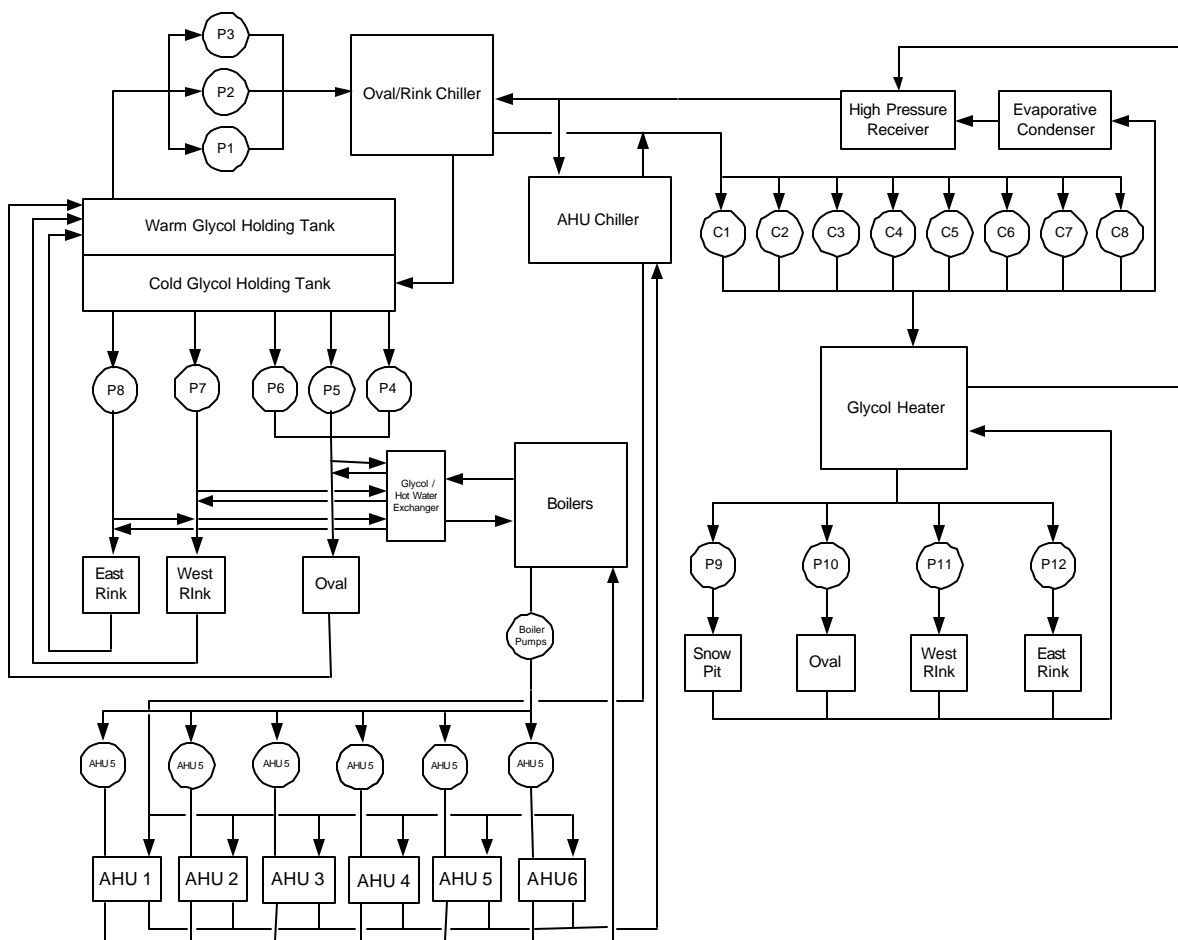 P3
P2
P1
Oval/Rink Chiller
High Pressure
Receiver
Evaporative
Condenser
AHU Chiller
Warm Glycol Holding Tank
Cold Glycol Holding Tank
C1
C2
C3
C4
C5
C6
C7
C8
P8
P7
P6
P5
P4
Glycol Heater
Glycol /
Hot Water
Exchanger
Boilers
East
Rink
West
RInk
Oval
P9
P10
P11
P12
Boiler
Pumps
Snow
Pit
Oval
West
RInk
East
Rink
AHU 5
AHU 5
AHU 5
AHU 5
AHU 5
AHU 5
AHU 1
AHU 2
AHU 3
AHU 4
AHU 5
AHU6